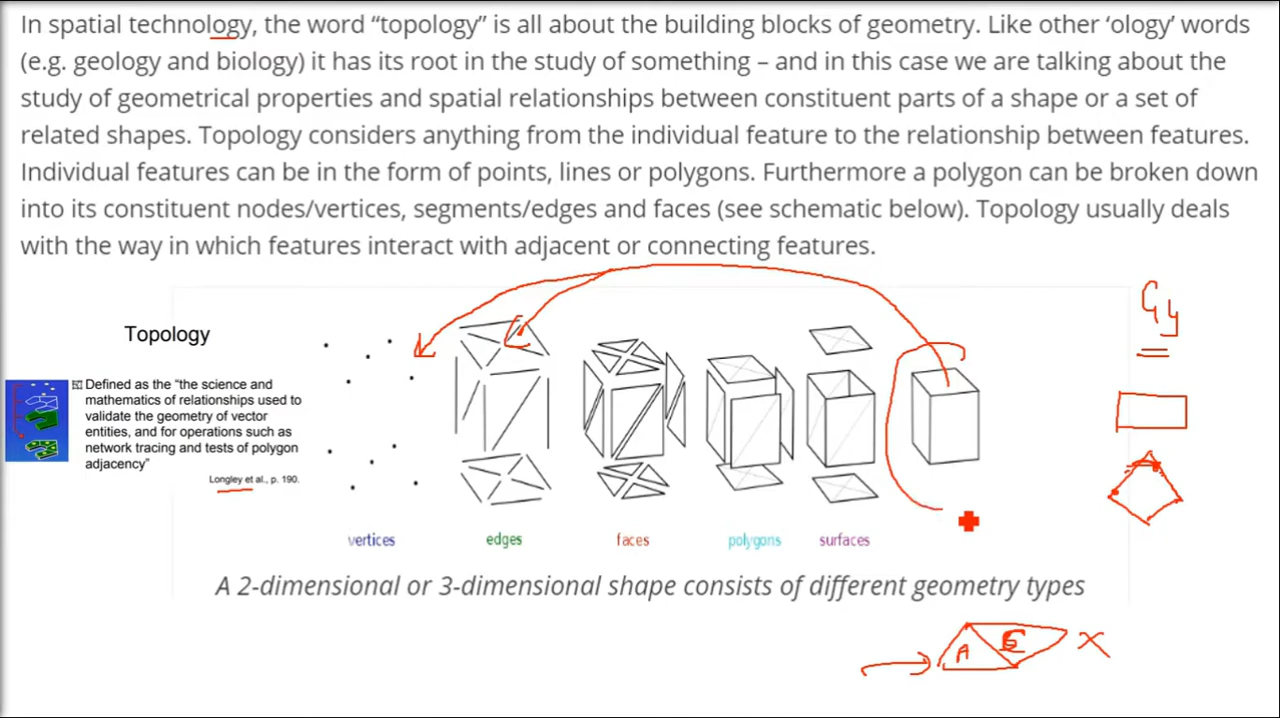 In spatial technology, the word “topology” is all about the building blocks of geometry. Like other ‘ology’ words
(e.g. geology and biology) it has its root in the study of something – and in this case we are talking about the
study of geometrical properties and spatial relationships between constituent parts of a shape or a set of
related shapes. Topology considers anything from the individual feature to the relationship between features.
Individual features can be in the form of points, lines or polygons. Furthermore a polygon can be broken down
into its constituent nodes/vertices, segments/edges and faces (see schematic below). Topology usually deals
with the way in which features interact with adjacent or connecting features.
Topology
Defined as the “the science and
mathematics of relationships used to
validate the geometry of vector
entities, and for operations such as
network tracing and tests of polygon
adjacency”
Longley et al., p. 190.
vertices edges faces polygons surfaces
A 2-dimensional or 3-dimensional shape consists of different geometry types
A